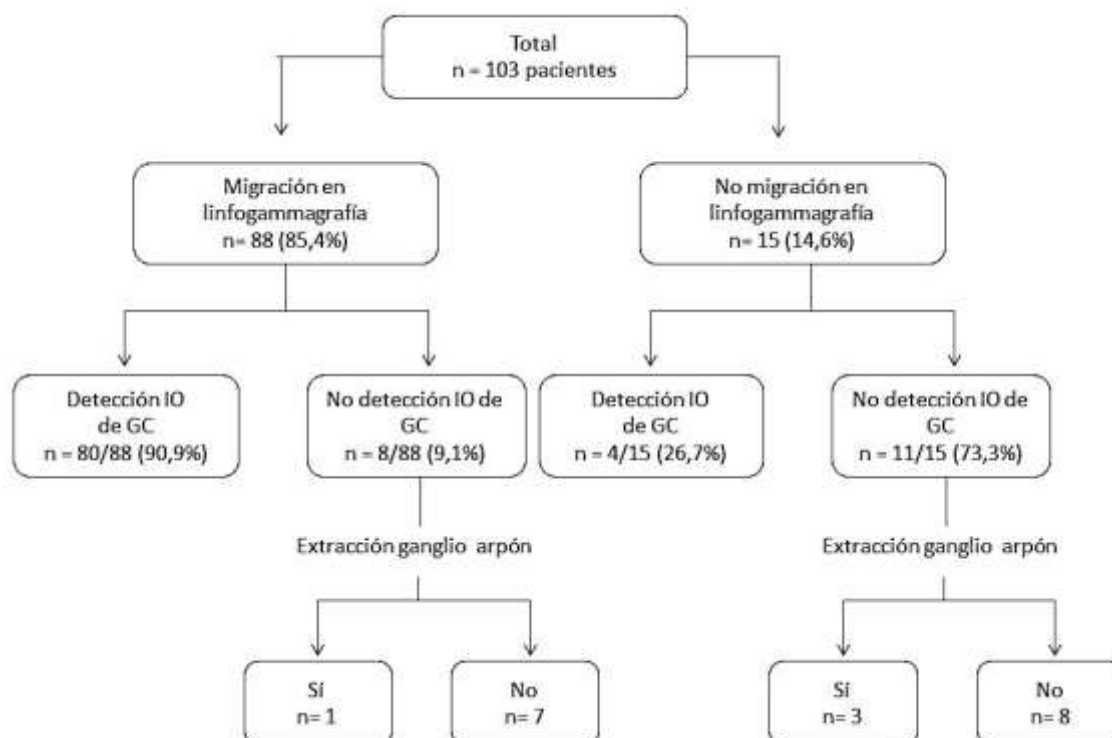 Total
n = 103 pacientes
Migración en
linfogammagrafía
n= 88 (85,4%)
No migración en
linfogammagrafía
n= 15 (14,6%)
Detección IO
de GC
n = 80/88 (90,9%)
No detección IO de
GC
n = 8/88 (9,1%)
Detección IO
de GC
n = 4/15 (26,7%)
No detección IO de
GC
n = 11/15 (73,3%)
Extracción ganglio arpón
Extracción ganglio arpón
Sí
n= 1
No
n= 7
Sí
n= 3
No
n= 8